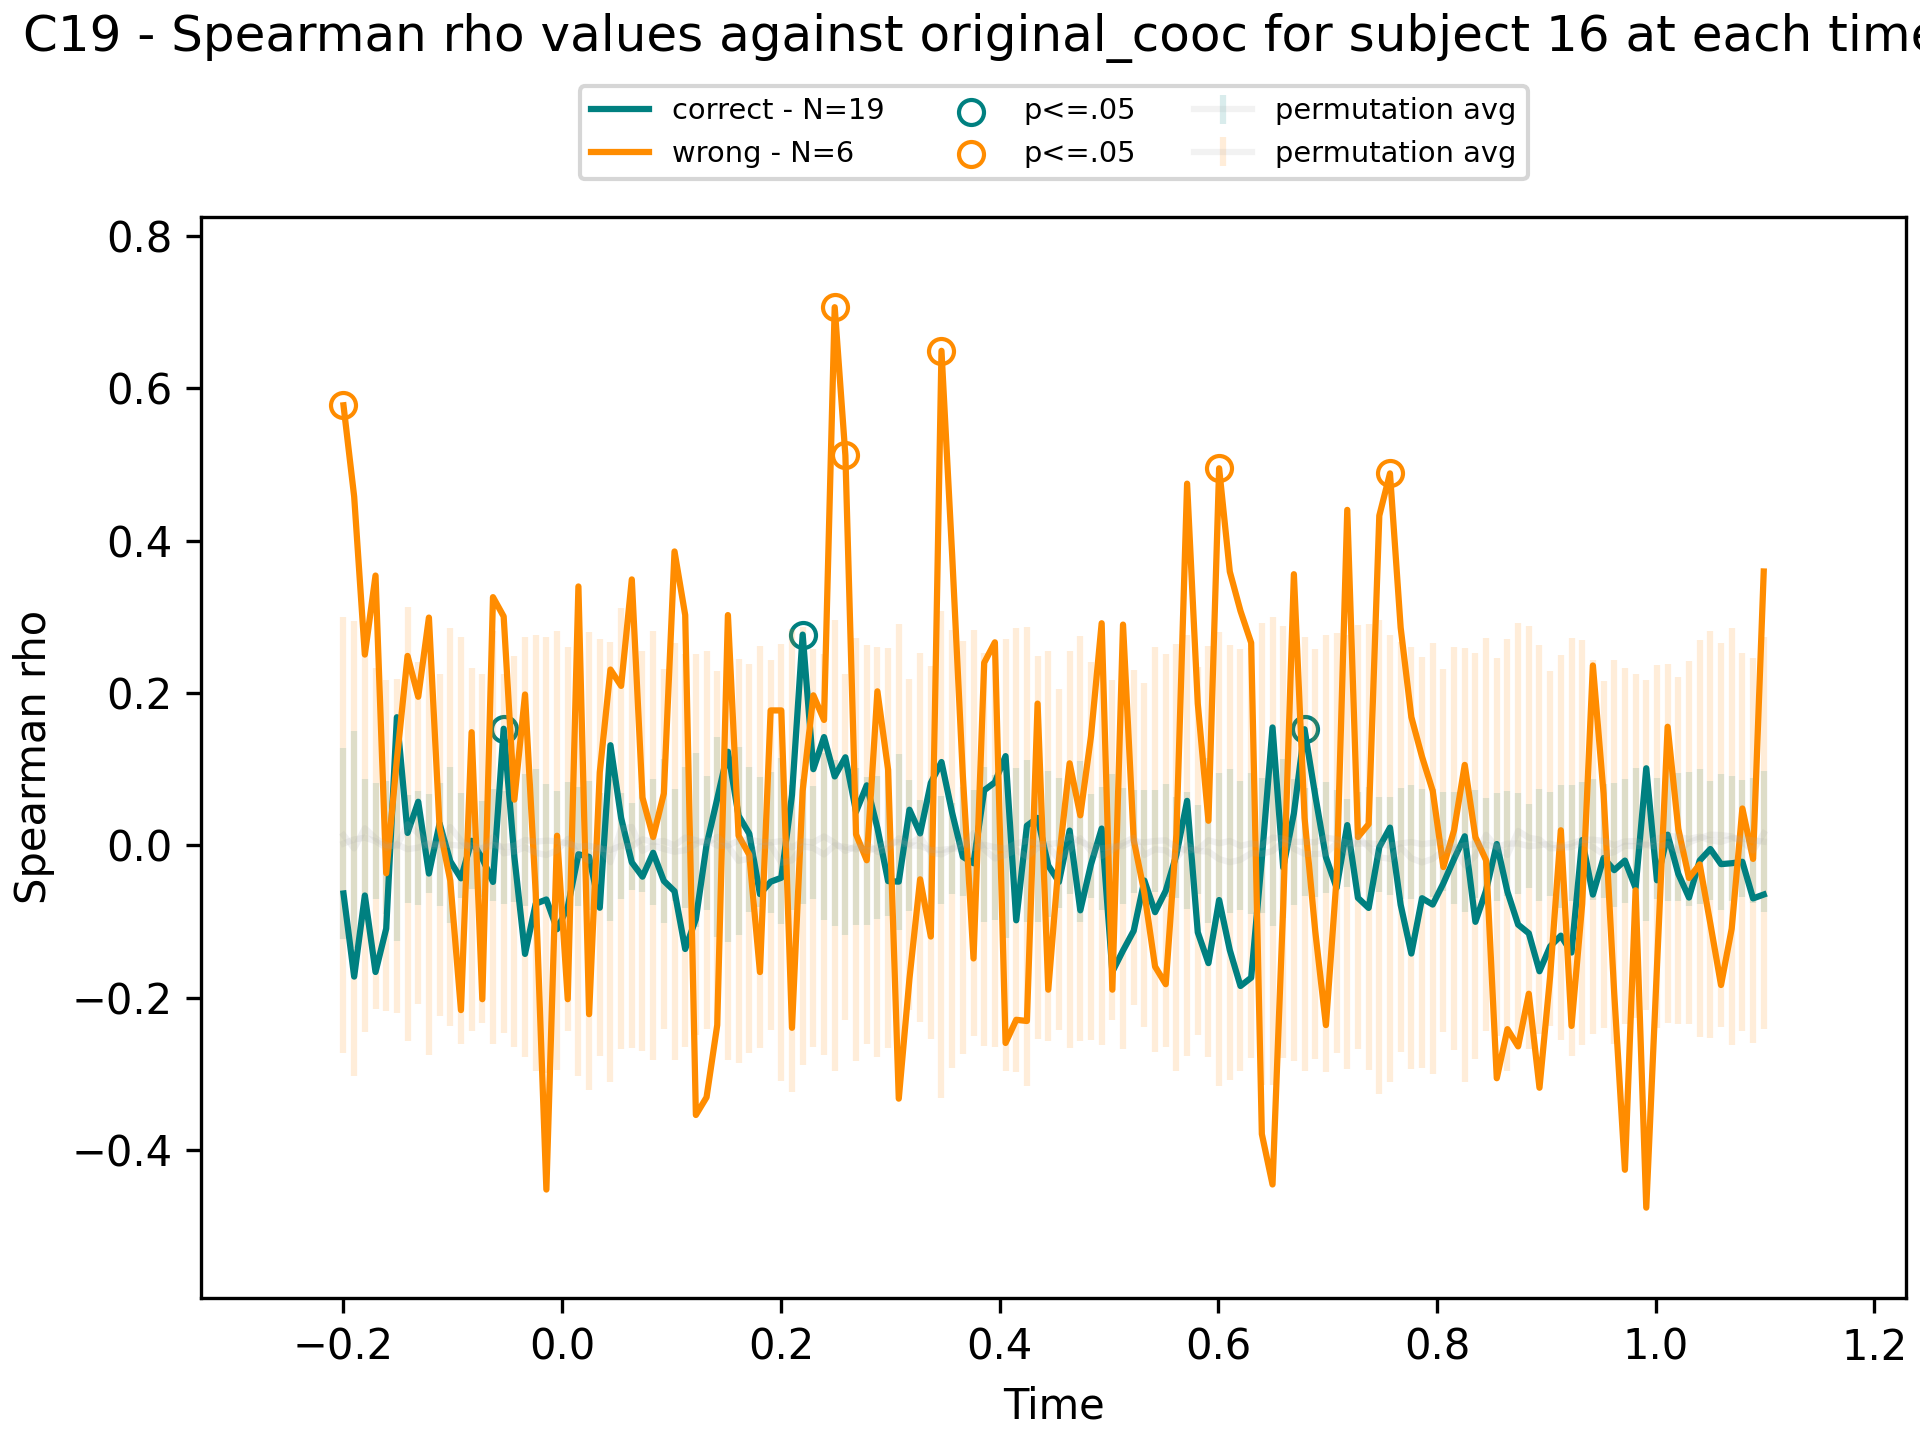 C19 - Spearman rho values against original_cooc for subject 16 at each time
correct - N=19
wrong - N=6
p<=.05
p<=.05
permutation avg
permutation avg
Spearman rho
0.8
0.6
0.4
0.2
0.0
−0.2
−0.4
−0.2
0.0
0.2
0.4
0.6
0.8
1.0
1.2
Time